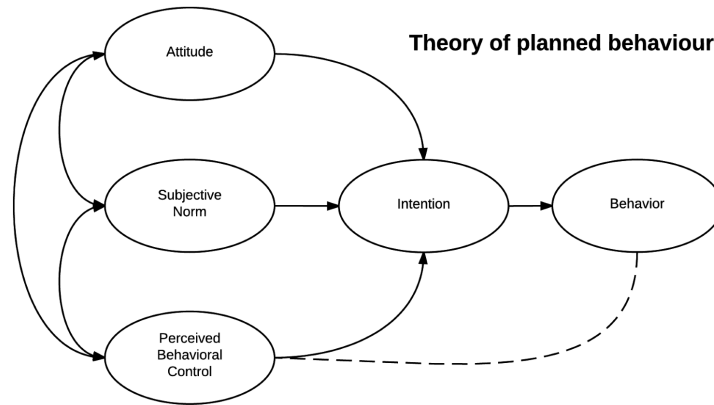 Theory of planned behaviour
Attitude
Subjective
Norm
Intention
Behavior
Perceived
Behavioral
Control